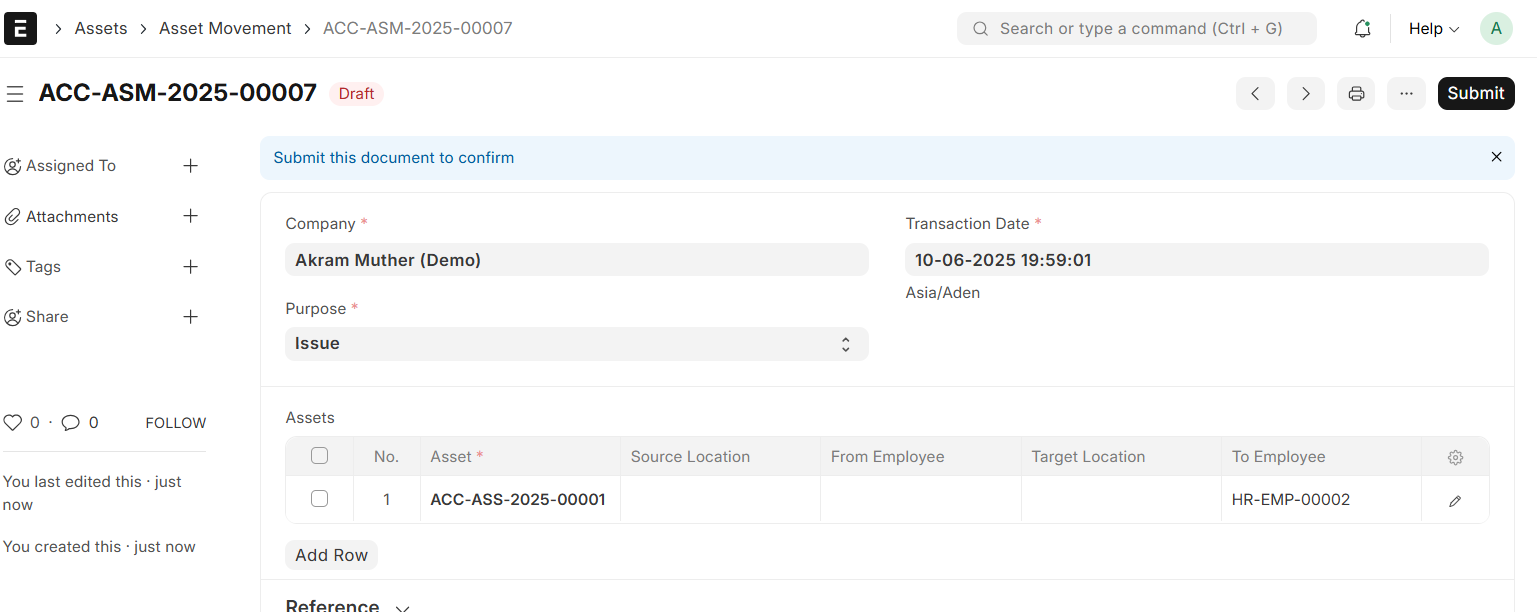 E Assets Asset Movement ACC-ASM-2025-00007 Search or type a command (Ctrl + G) Help A
ACC-ASM-2025-00007 Draft Submit
Assigned To
Attachments
Tags
Share
0 · 0 FOLLOW
You last edited this · just
now
You created this · just now
Submit this document to confirm
Company * Transaction Date *
Akram Muther (Demo) 10-06-2025 19:59:01
Asia/Aden
Purpose *
Issue
Assets
No. Asset * Source Location From Employee Target Location To Employee
1 ACC-ASS-2025-00001 HR-EMP-00002
Add Row
Reference